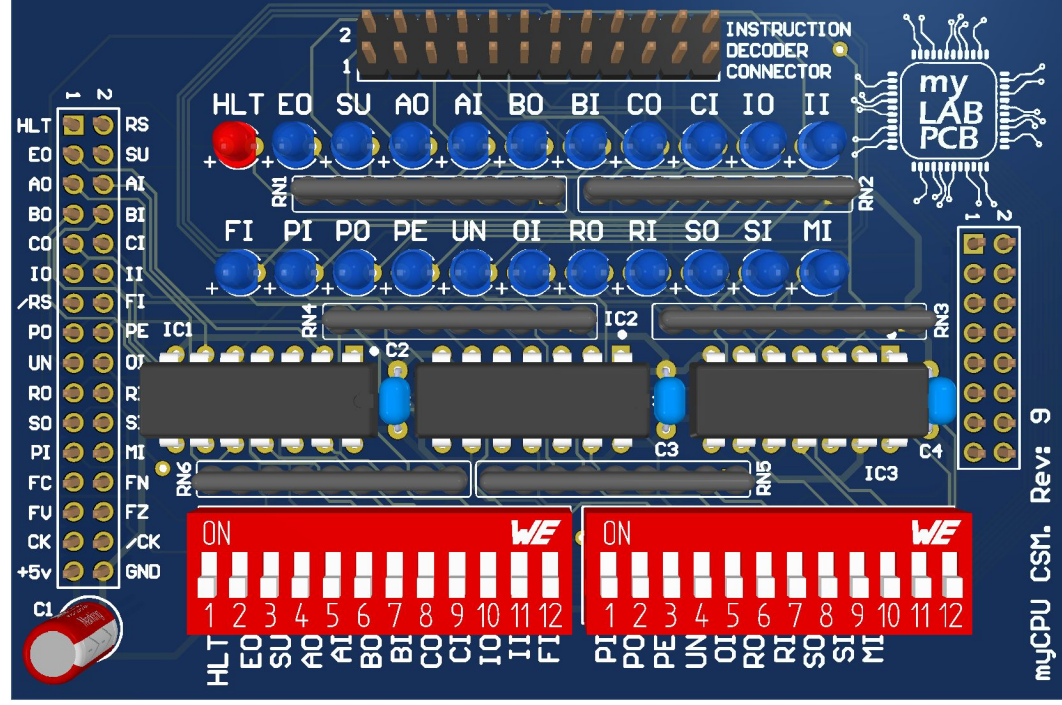 INSTRUCTION
DECODER
CONNECTOR
2
1
my
LAB
PCB
HLT EO SU AO AI BO BI CO CI IO II
RN1
RN2
FI PI PO PE UN OI RO RI SO SI MI
RN4
RN3
1 2
HLT RS
EO SU
AO AI
BO BI
CO CI
IO II
/RS FI
PO PE
UN OI
RO
SO
PI MI
FC FN
FV FZ
CK /CK
+5v GND
1 2
IC1
C2
IC2
C3
IC3
C4
RN6
RN5
C1
ON WE
1 2 3 4 5 6 7 8 9 10 11 12
HLT EO SU AO AI BO BI CO CI IO II FI
ON WE
1 2 3 4 5 6 7 8 9 10 11 12
PI PO PE UN OI RO RI SO SI MI
myCPU CSM. Rev: 9